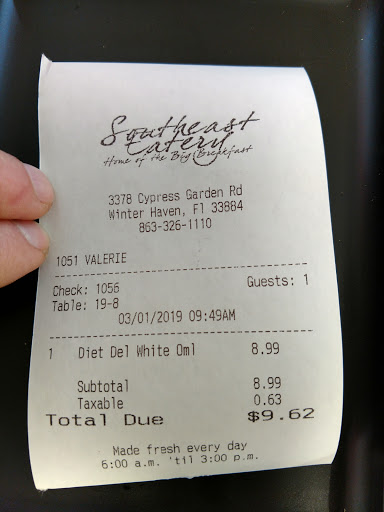 Southeast
Eatery
Home of the Big Breakfast
3378 Cypress Garden Rd
Winter Haven, Fl 33884
863-326-1110
1051 VALERIE
Check: 1056 Guests: 1
Table: 19-8
03/01/2019 09:49AM
1 Diet Del White Oml 8.99
Subtotal 8.99
Taxable 0.63
Total Due $9.62
Made fresh every day
6:00 a.m. 'til 3:00 p.m.